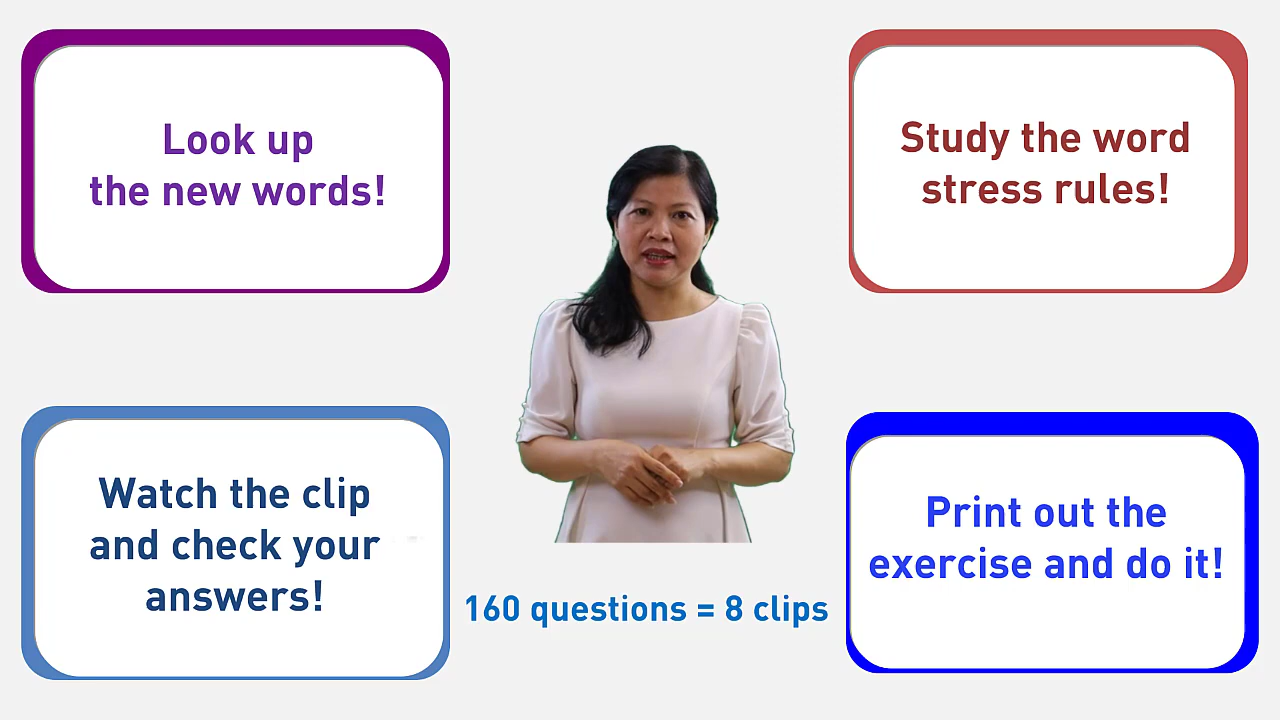 Look up
the new words!
Study the word
stress rules!
Watch the clip
and check your
answers!
Print out the
exercise and do it!
160 questions = 8 clips